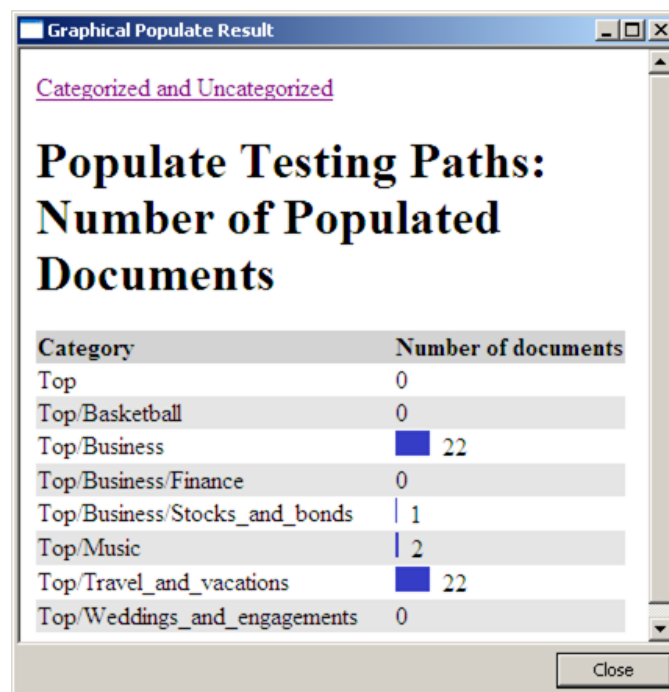 Graphical Populate Result
Categorized and Uncategorized
Populate Testing Paths:
Number of Populated
Documents
Category Number of documents
Top 0
Top/Basketball 0
Top/Business 22
Top/Business/Finance 0
Top/Business/Stocks_and_bonds 1
Top/Music 2
Top/Travel_and_vacations 22
Top/Weddings_and_engagements 0
Close